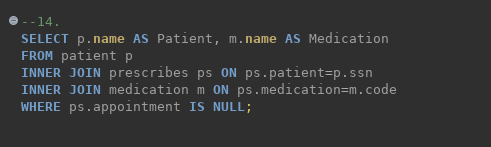 --14.
SELECT p.name AS Patient, m.name AS Medication
FROM patient p
INNER JOIN prescribes ps ON ps.patient=p.ssn
INNER JOIN medication m ON ps.medication=m.code
WHERE ps.appointment IS NULL;